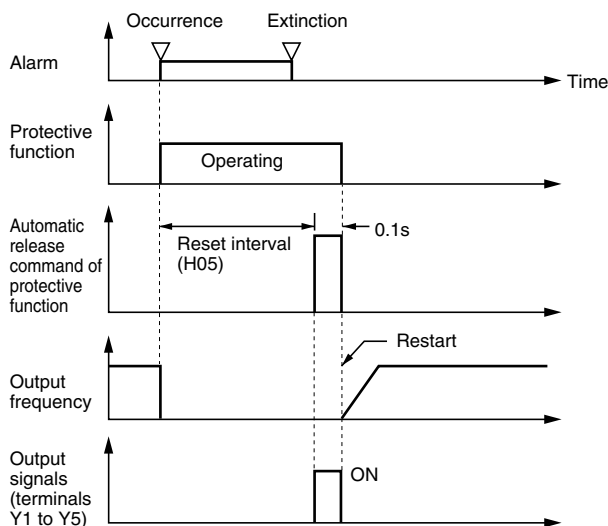 Occurrence
Extinction
Alarm
Time
Protective
function
Operating
Automatic
release
command of
protective
function
Reset interval
(H05)
0.1s
Restart
Output
frequency
Output
signals
(terminals
Y1 to Y5)
ON